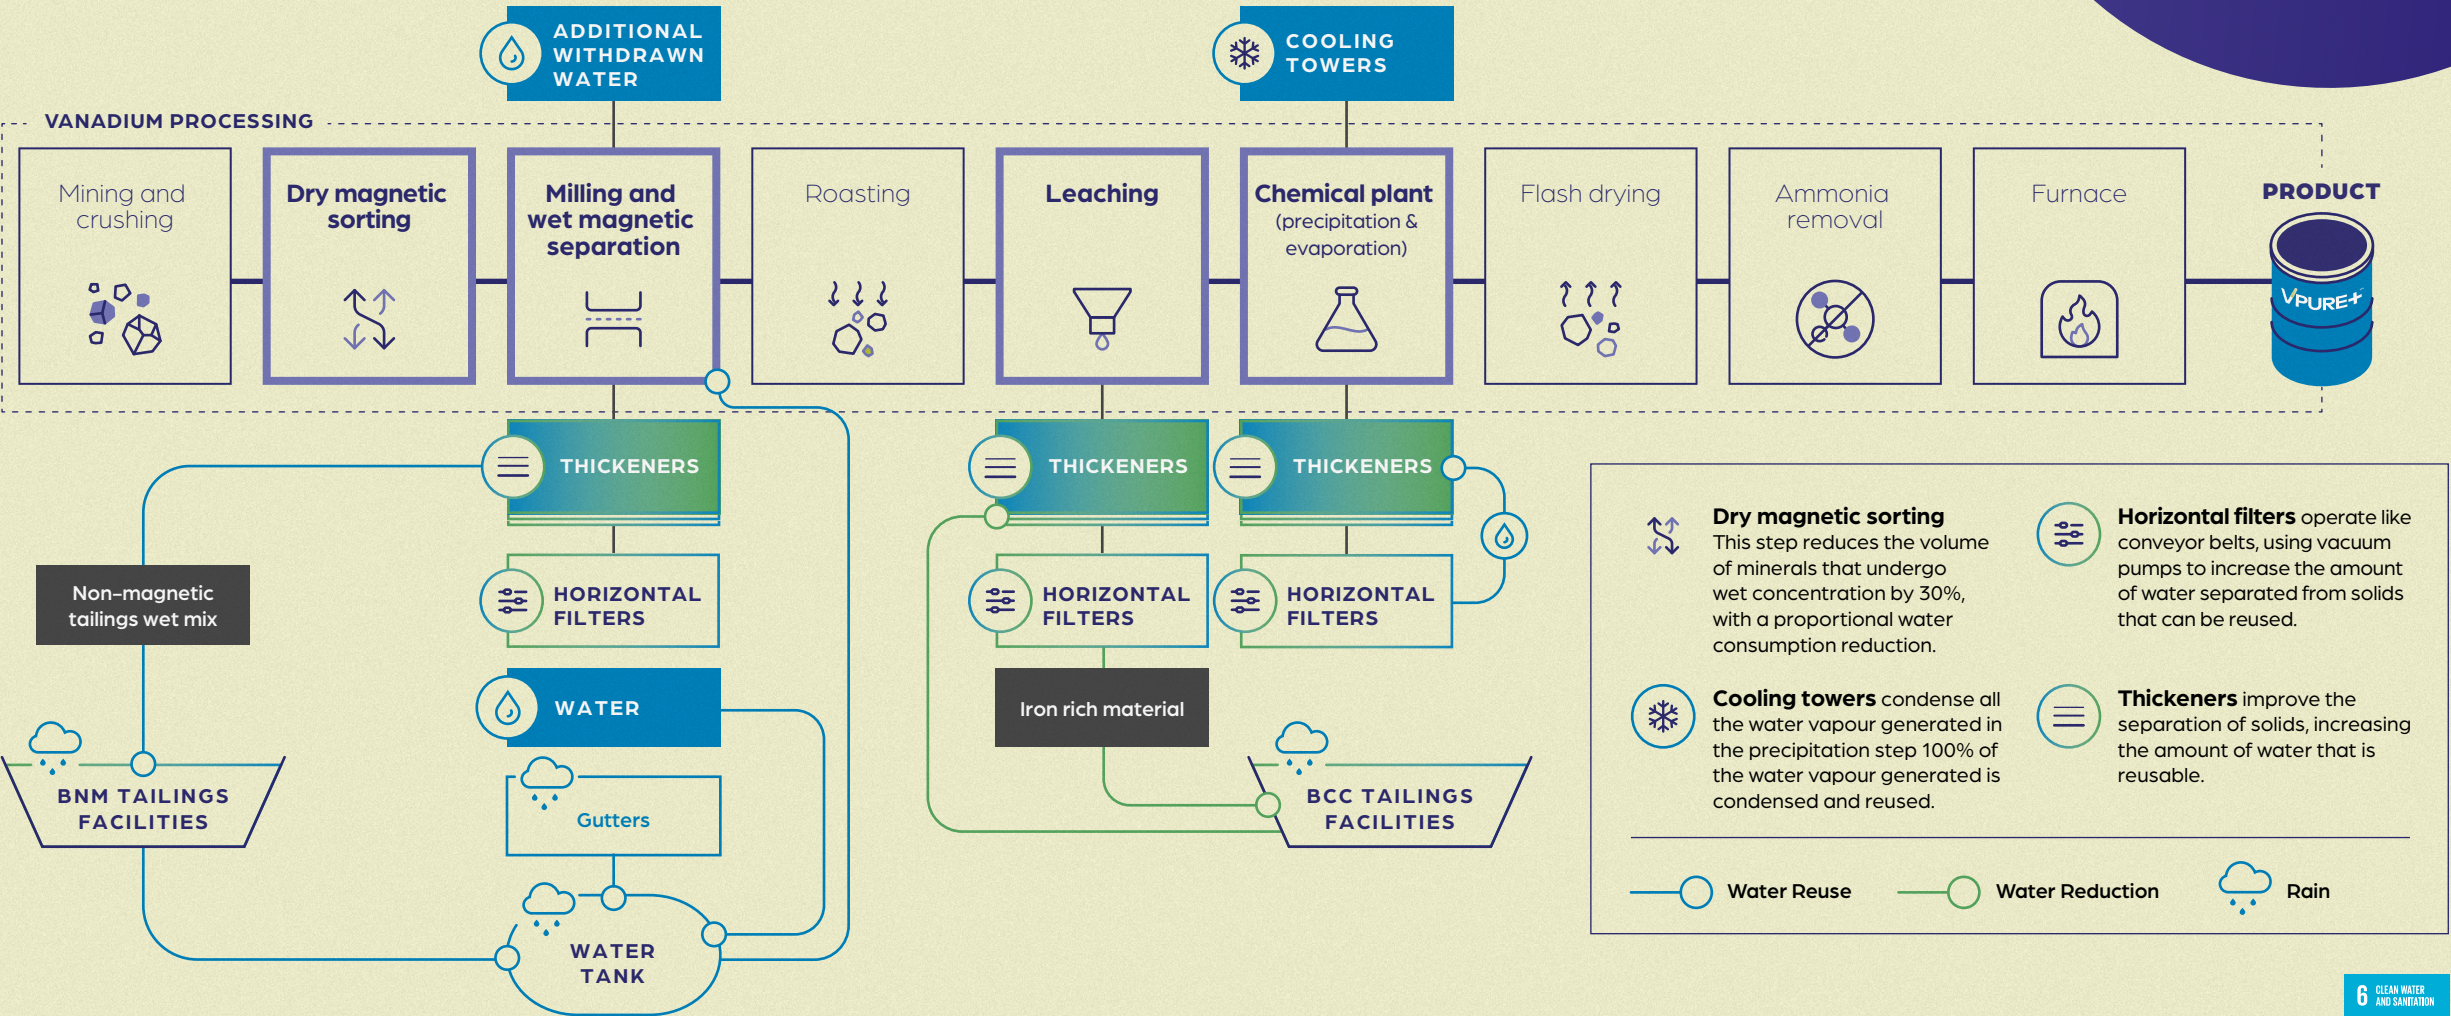 ADDITIONAL
WITHDRAWN
WATER
COOLING
TOWERS
VANADIUM PROCESSING
Mining and
crushing
Dry magnetic
sorting
Milling and
wet magnetic
separation
Roasting
Leaching
Chemical plant
(precipitation &
evaporation)
Flash drying
Ammonia
removal
Furnace
PRODUCT
VPURE+
THICKENERS
THICKENERS
THICKENERS
Non-magnetic
tailings wet mix
HORIZONTAL
FILTERS
HORIZONTAL
FILTERS
HORIZONTAL
FILTERS
WATER
Iron rich material
BNM TAILINGS
FACILITIES
Gutters
BCC TAILINGS
FACILITIES
WATER
TANK
Dry magnetic sorting
This step reduces the volume
of minerals that undergo
wet concentration by 30%,
with a proportional water
consumption reduction.
Horizontal filters operate like
conveyor belts, using vacuum
pumps to increase the amount
of water separated from solids
that can be reused.
Cooling towers condense all
the water vapour generated in
the precipitation step 100% of
the water vapour generated is
condensed and reused.
Thickeners improve the
separation of solids, increasing
the amount of water that is
reusable.
Water Reuse
Water Reduction
Rain
6 CLEAN WATER
AND SANITATION